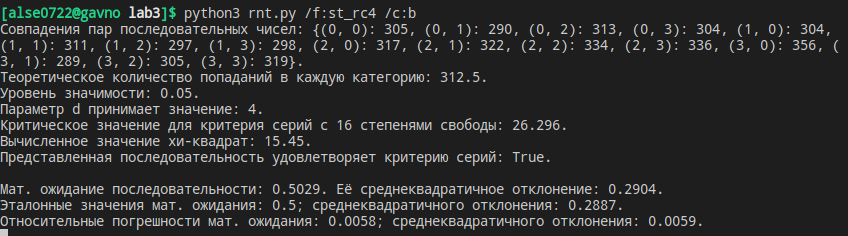 [alse0722@gavno lab3]$ python3 rnt.py /f:st_rc4 /c:b
Совпадения пар последовательных чисел: {(0, 0): 305, (0, 1): 290, (0, 2): 313, (0, 3): 304, (1, 0): 304,
(1, 1): 311, (1, 2): 297, (1, 3): 298, (2, 0): 317, (2, 1): 322, (2, 2): 334, (2, 3): 336, (3, 0): 356, (
3, 1): 289, (3, 2): 305, (3, 3): 319}.
Теоретическое количество попаданий в каждую категорию: 312.5.
Уровень значимости: 0.05.
Параметр d принимает значение: 4.
Критическое значение для критерия серий с 16 степенями свободы: 26.296.
Вычисленное значение хи-квадрат: 15.45.
Представленная последовательность удовлетворяет критерию серий: True.
Мат. ожидание последовательности: 0.5029. Её среднеквадратичное отклонение: 0.2904.
Эталонные значения мат. ожидания: 0.5; среднеквадратичного отклонения: 0.2887.
Относительные погрешности мат. ожидания: 0.0058; среднеквадратичного отклонения: 0.0059.